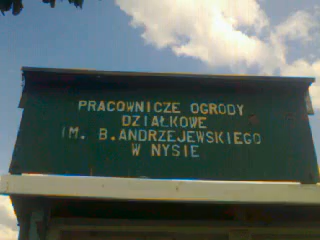 PRACOWNICZE OGRODY
DZIAŁKOWE
IM. B. ANDRZEJEWSKIEGO
W NYSIE